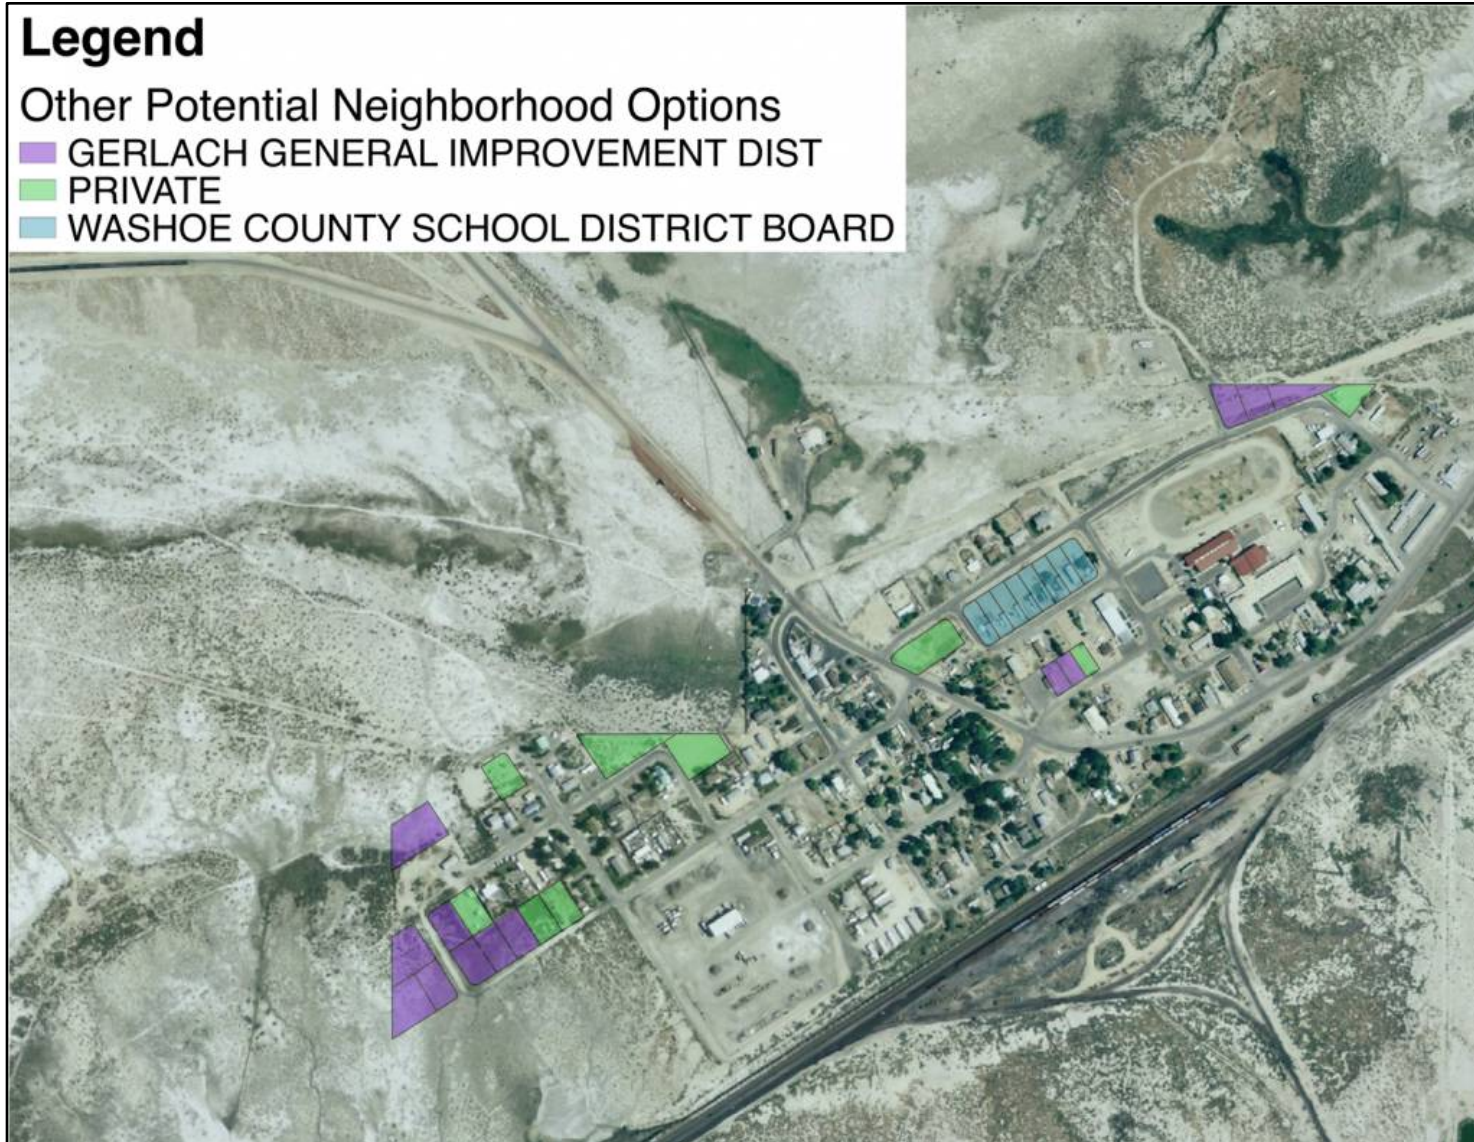 Legend
Other Potential Neighborhood Options
GERLACH GENERAL IMPROVEMENT DIST
PRIVATE
WASHOE COUNTY SCHOOL DISTRICT BOARD